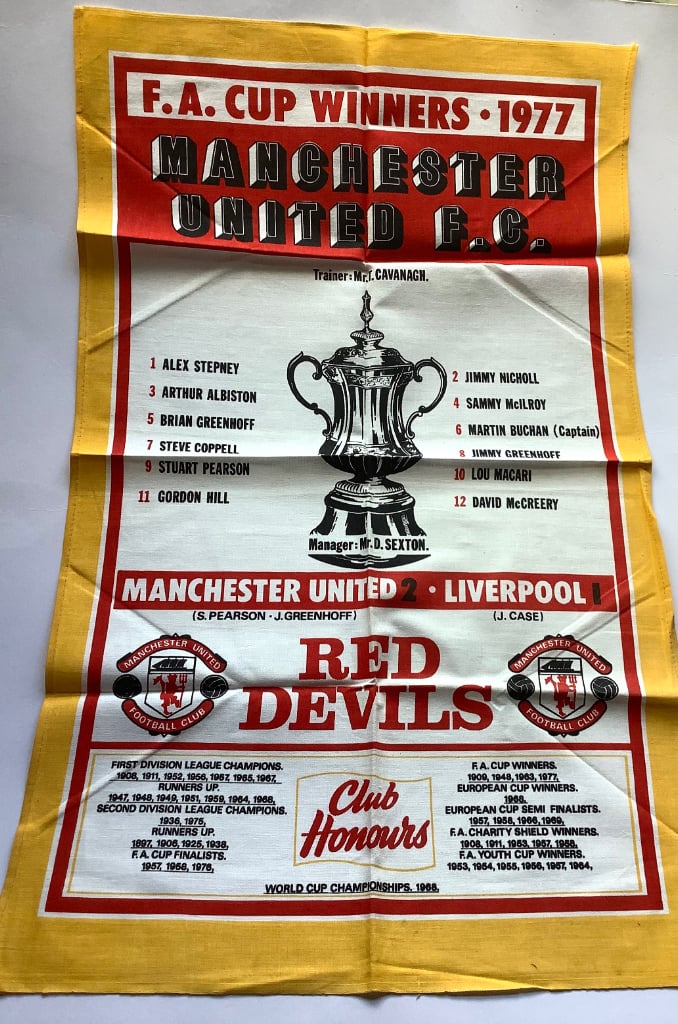 F.A. CUP WINNERS · 1977
MANCHESTER
UNITED F.C.
Trainer: Mr.T. CAVANAGH.
1 ALEX STEPNEY
3 ARTHUR ALBISTON
5 BRIAN GREENHOFF
7 STEVE COPPELL
9 STUART PEARSON
11 GORDON HILL
2 JIMMY NICHOLL
4 SAMMY McILROY
6 MARTIN BUCHAN (Captain)
8 JIMMY GREENHOFF
10 LOU MACARI
12 DAVID McCREERY
Manager: Mr.D. SEXTON.
MANCHESTER UNITED 2 · LIVERPOOL 1
(S. PEARSON · J. GREENHOFF) (J. CASE)
MANCHESTER UNITED
FOOTBALL CLUB
RED
DEVILS
MANCHESTER UNITED
FOOTBALL CLUB
FIRST DIVISION LEAGUE CHAMPIONS.
1908, 1911, 1952, 1956, 1957, 1965, 1967,
RUNNERS UP.
1947, 1948, 1949, 1951, 1959, 1964, 1968,
SECOND DIVISION LEAGUE CHAMPIONS.
1936, 1975,
RUNNERS UP.
1897, 1906, 1925, 1938,
F.A. CUP FINALISTS.
1957, 1958, 1976,
Club
Honours
F.A. CUP WINNERS.
1909, 1948, 1963, 1977,
EUROPEAN CUP WINNERS.
1968,
EUROPEAN CUP SEMI FINALISTS.
1957, 1958, 1966, 1969,
F.A. CHARITY SHIELD WINNERS.
1908, 1911, 1953, 1957, 1958,
F.A. YOUTH CUP WINNERS.
1953, 1954, 1955, 1956, 1957, 1964,
WORLD CUP CHAMPIONSHIPS. 1968,